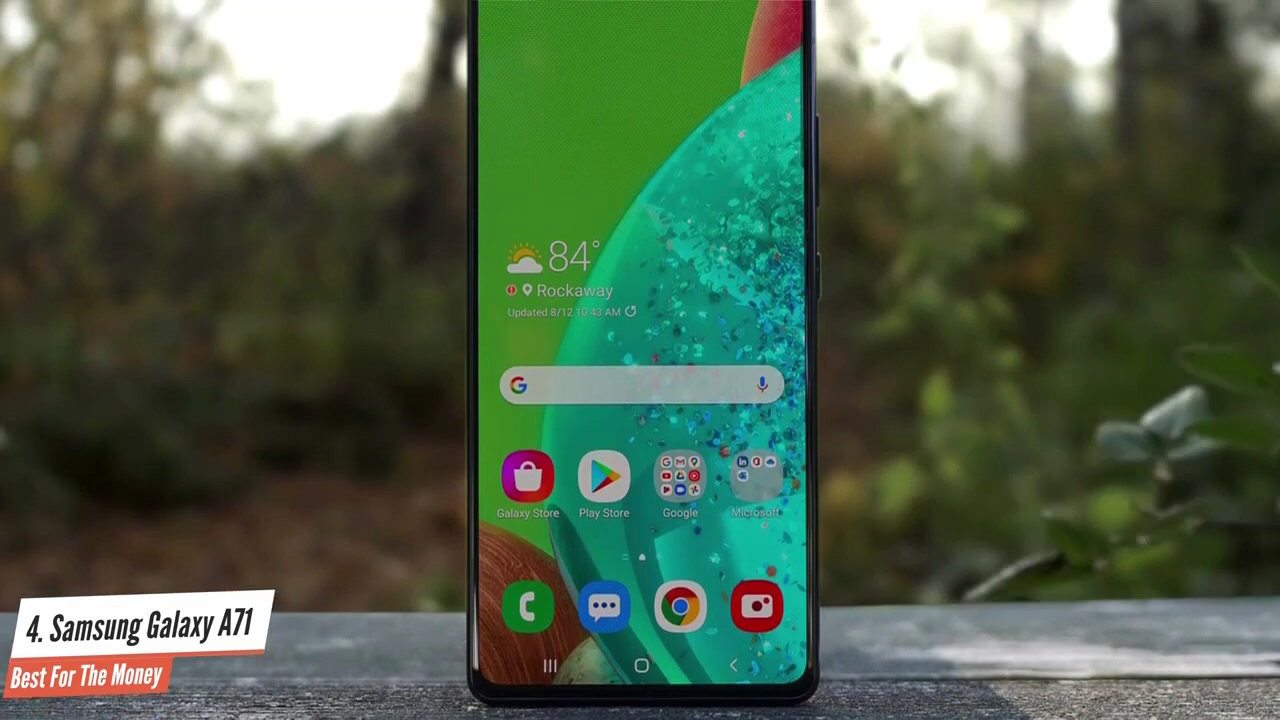 84°
Rockaway
Updated 8/12 10:43 AM
Galaxy Store
Play Store
Google
Microsoft
4. Samsung Galaxy A71
Best For The Money